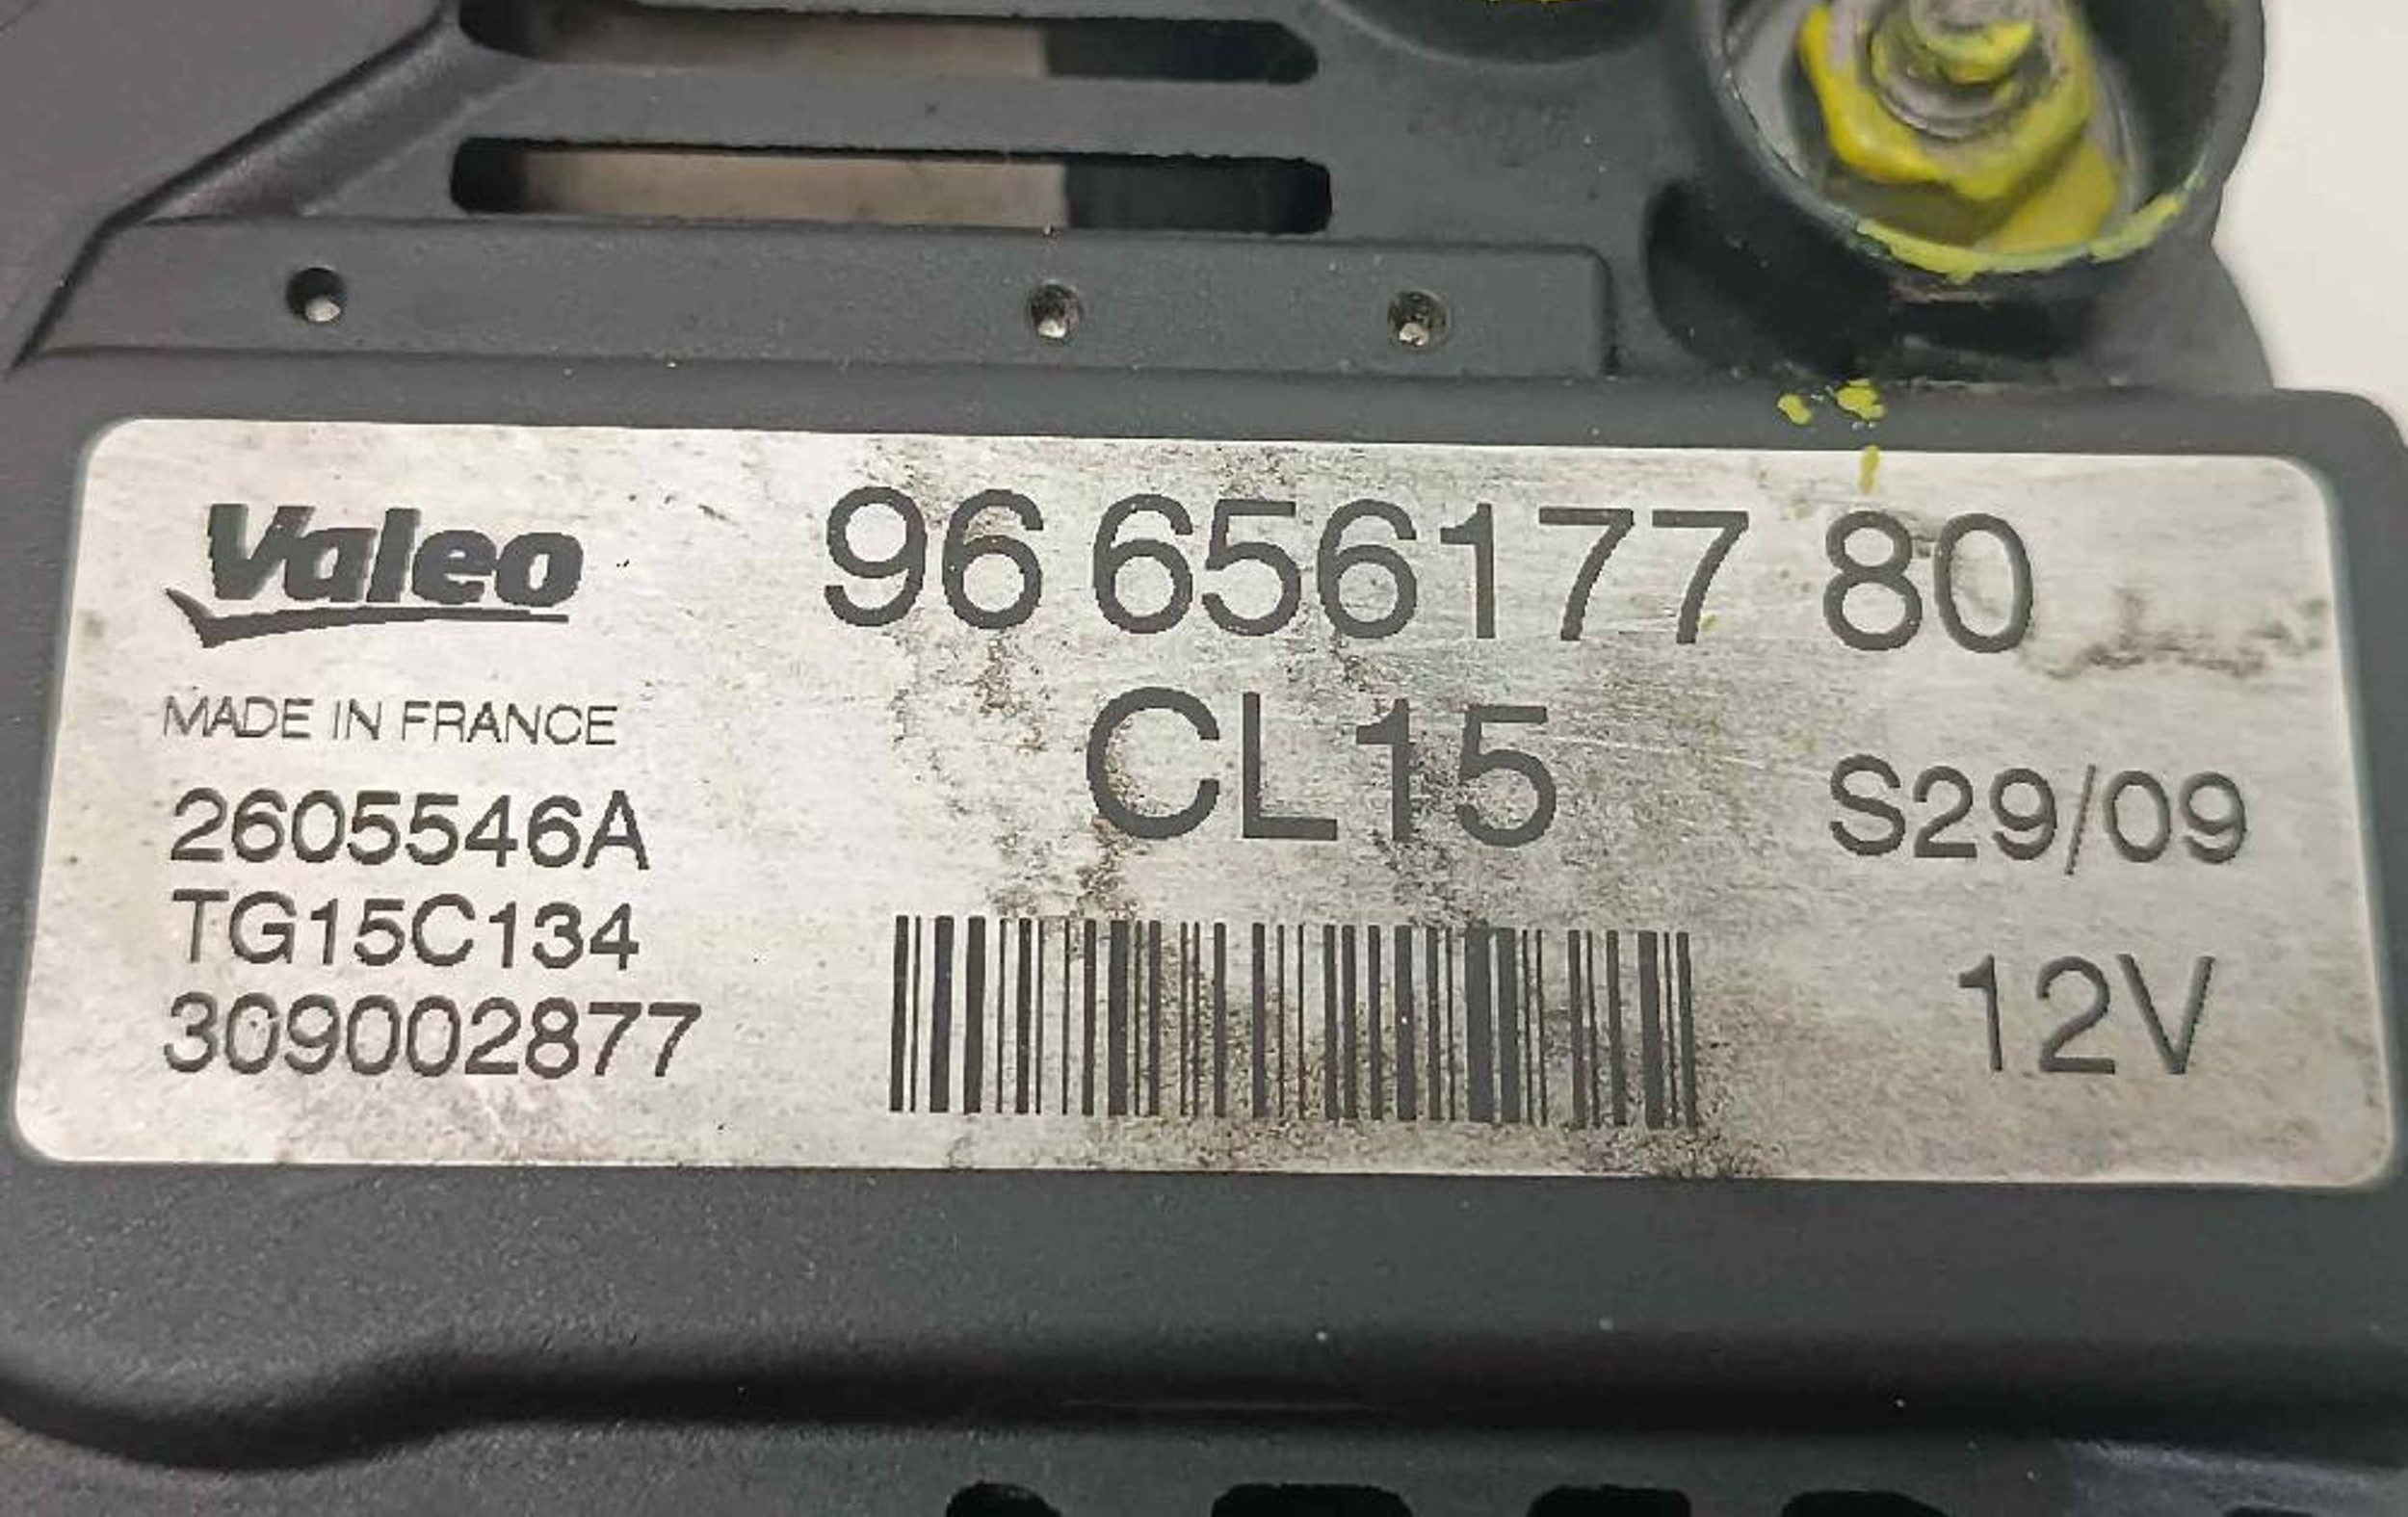 Valeo
96 656177 80
MADE IN FRANCE
CL15
2605546A
S29/09
TG15C134
309002877
12V